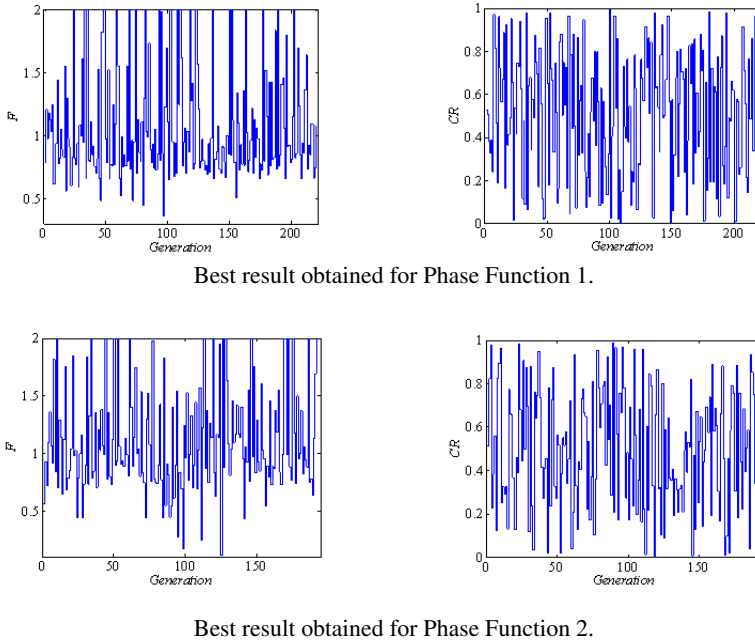 2
1.5
1
0.5
F
0 50 100 150 200
Generation
1
0.8
0.6
0.4
0.2
0
CR
0 50 100 150 200
Generation
Best result obtained for Phase Function 1.
2
1.5
1
0.5
F
0 50 100 150
Generation
1
0.8
0.6
0.4
0.2
0
CR
0 50 100 150
Generation
Best result obtained for Phase Function 2.